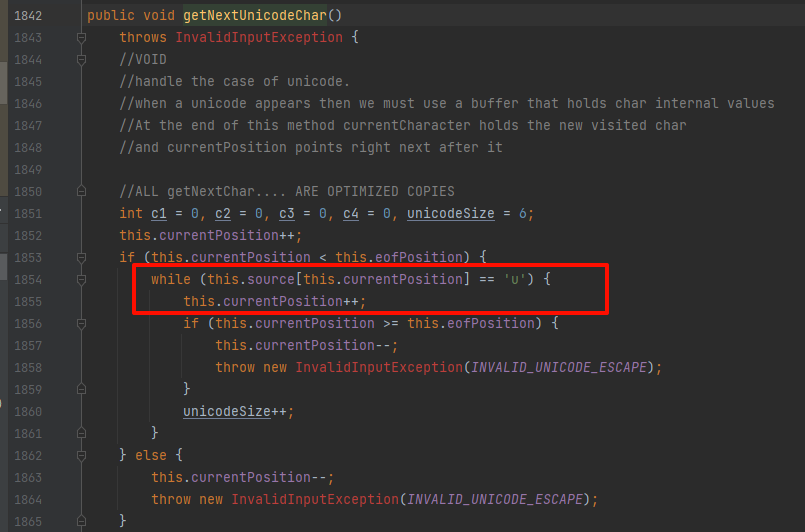 1842 public void getNextUnicodeChar()
1843 throws InvalidInputException {
1844 //VOID
1845 //handle the case of unicode.
1846 //when a unicode appears then we must use a buffer that holds char internal values
1847 //At the end of this method currentCharacter holds the new visited char
1848 //and currentPosition points right next after it
1849
1850 //ALL getNextChar.... ARE OPTIMIZED COPIES
1851 int c1 = 0, c2 = 0, c3 = 0, c4 = 0, unicodeSize = 6;
1852 this.currentPosition++;
1853 if (this.currentPosition < this.eofPosition) {
1854 while (this.source[this.currentPosition] == 'u') {
1855 this.currentPosition++;
1856 if (this.currentPosition >= this.eofPosition) {
1857 this.currentPosition--;
1858 throw new InvalidInputException(INVALID_UNICODE_ESCAPE);
1859 }
1860 unicodeSize++;
1861 }
1862 } else {
1863 this.currentPosition--;
1864 throw new InvalidInputException(INVALID_UNICODE_ESCAPE);
1865 }